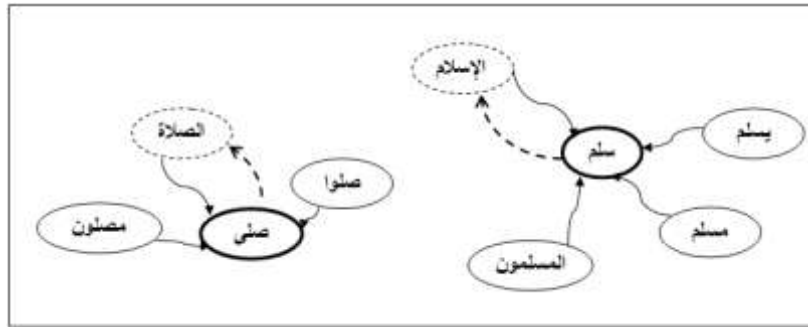 الإسلام
يسلم
سلم
مسلم
المسلمون
الصلاة
صلوا
صلى
مصلون